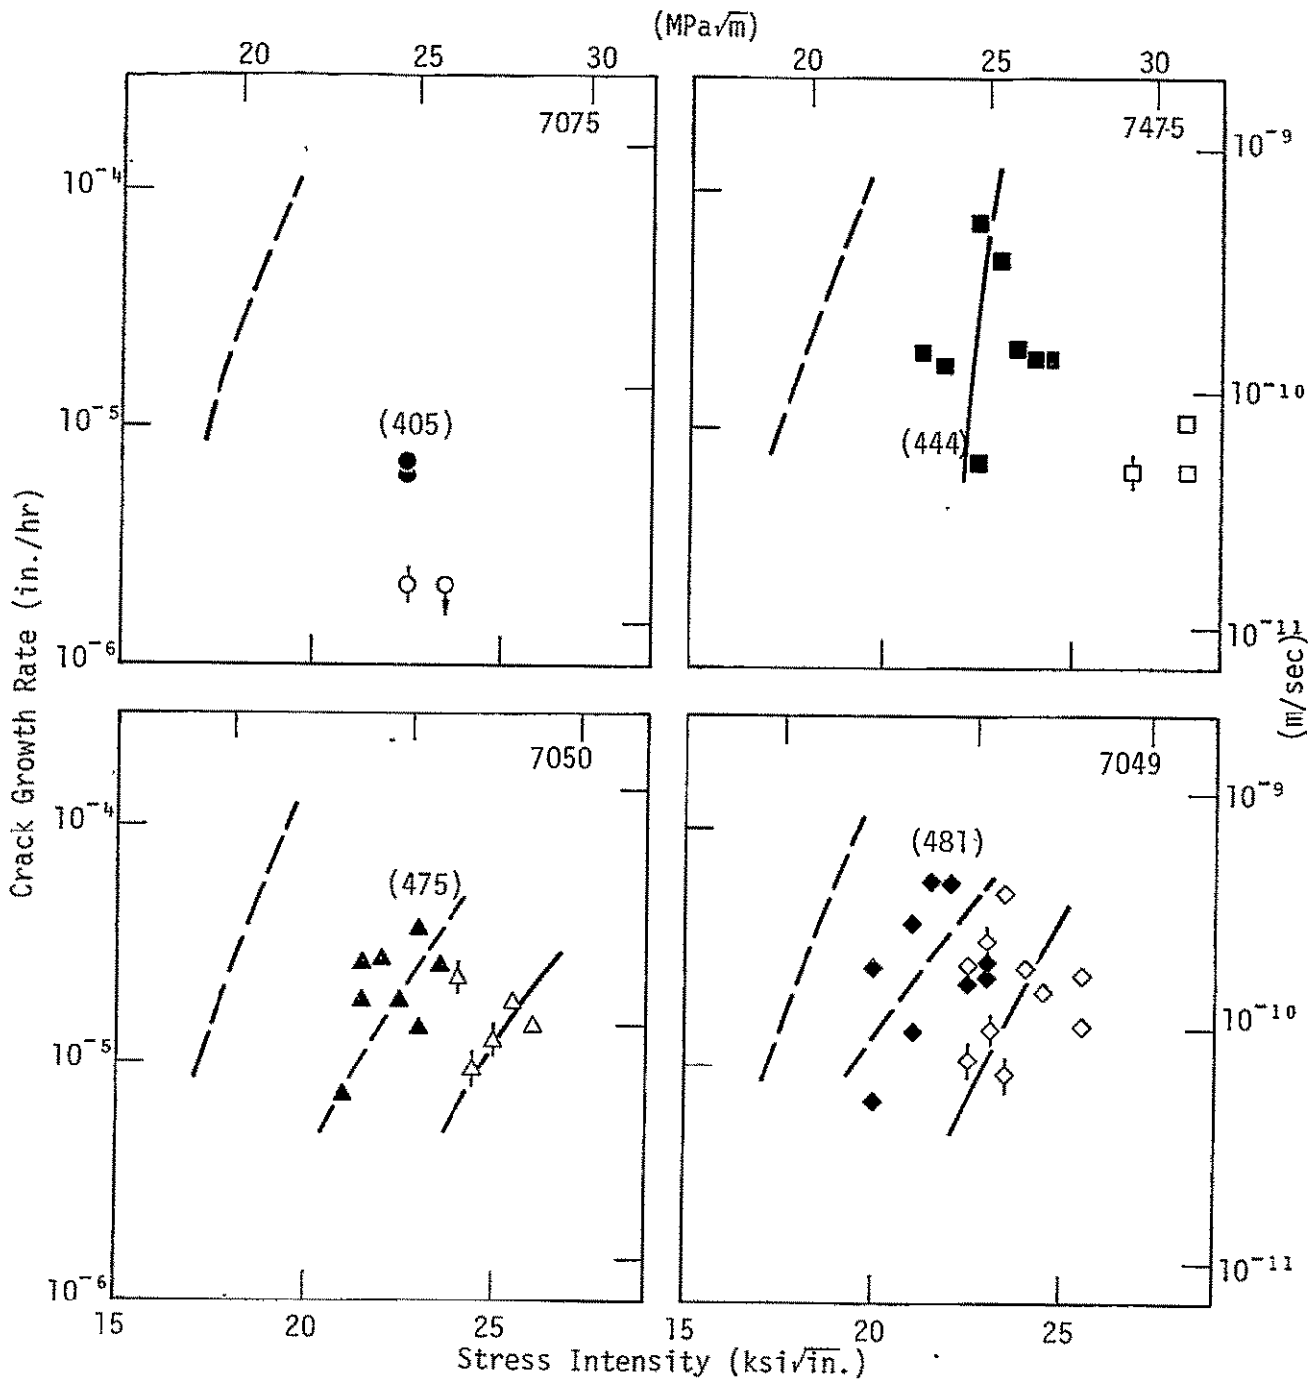 (MPa√m)
20 25 30 20 25 30
7075 7475
10⁻⁴ 10⁻⁹
(405) (444)
10⁻⁵ 10⁻¹⁰
10⁻⁶ 10⁻¹¹
Crack Growth Rate (in./hr)
(m/sec)
7050 7049
10⁻⁴ 10⁻⁹
(475) (481)
10⁻⁵ 10⁻¹⁰
10⁻⁶ 10⁻¹¹
15 20 25 15 20 25
Stress Intensity (ksi√in.)